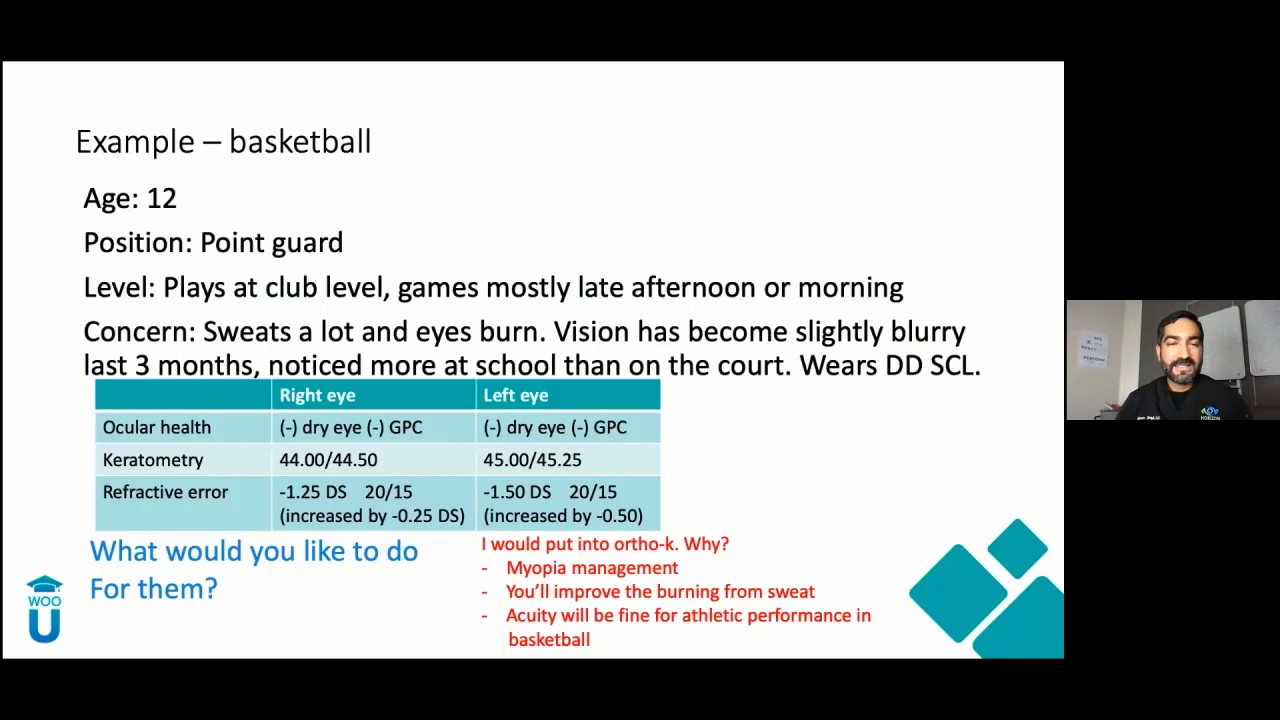 Example – basketball
Age: 12
Position: Point guard
Level: Plays at club level, games mostly late afternoon or morning
Concern: Sweats a lot and eyes burn. Vision has become slightly blurry
last 3 months, noticed more at school than on the court. Wears DD SCL.
Right eye Left eye
Ocular health (-) dry eye (-) GPC (-) dry eye (-) GPC
Keratometry 44.00/44.50 45.00/45.25
Refractive error -1.25 DS 20/15 -1.50 DS 20/15
(increased by -0.25 DS) (increased by -0.50)
What would you like to do
For them?
I would put into ortho-k. Why?
- Myopia management
- You’ll improve the burning from sweat
- Acuity will be fine for athletic performance in
basketball
WOO
U
HORIZON